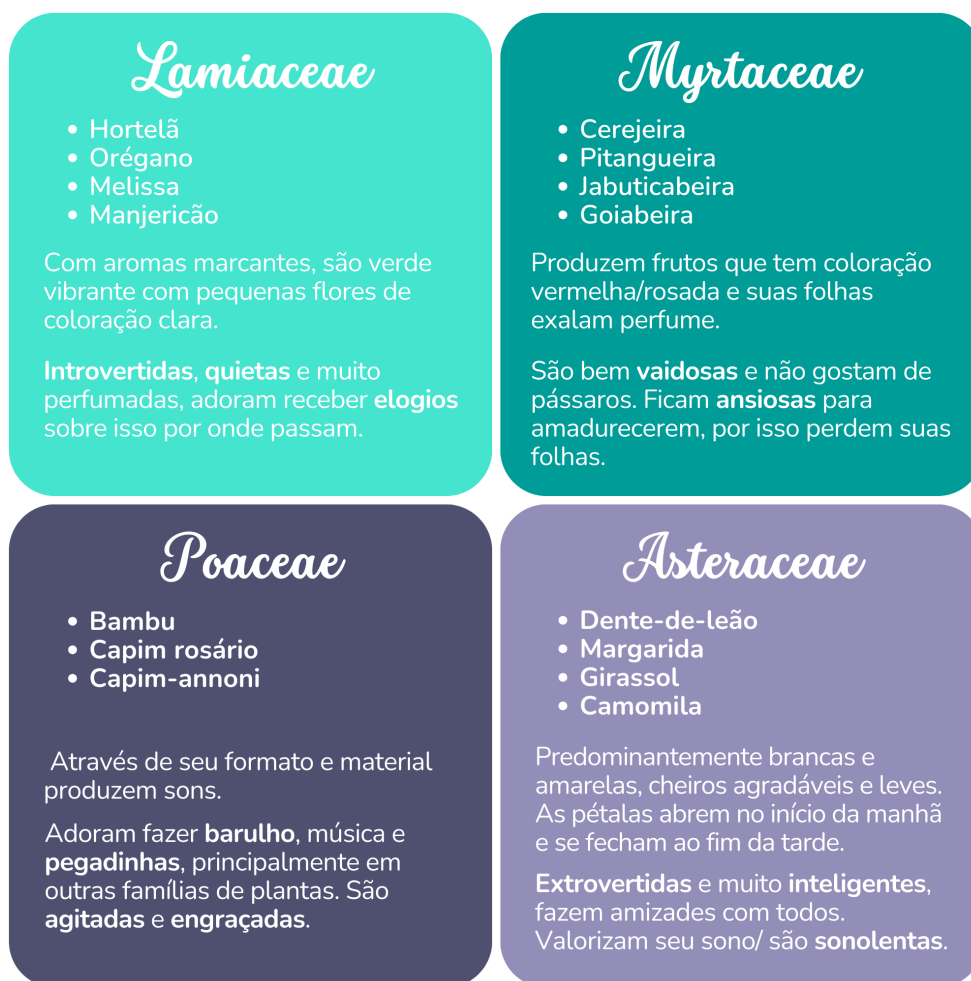 Lamiaceae
• Hortelã
• Orégano
• Melissa
• Manjericão
Com aromas marcantes, são verde
vibrante com pequenas flores de
coloração clara.
Introvertidas, quietas e muito
perfumadas, adoram receber elogios
sobre isso por onde passam.
Myrtaceae
• Cerejeira
• Pitangueira
• Jabuticabeira
• Goiabeira
Produzem frutos que tem coloração
vermelha/rosada e suas folhas
exalam perfume.
São bem vaidosas e não gostam de
pássaros. Ficam ansiosas para
amadurecerem, por isso perdem suas
folhas.
Poaceae
• Bambu
• Capim rosário
• Capim-annoni
Através de seu formato e material
produzem sons.
Adoram fazer barulho, música e
pegadinhas, principalmente em
outras famílias de plantas. São
agitadas e engraçadas.
Asteraceae
• Dente-de-leão
• Margarida
• Girassol
• Camomila
Predominantemente brancas e
amarelas, cheiros agradáveis e leves.
As pétalas abrem no início da manhã
e se fecham ao fim da tarde.
Extrovertidas e muito inteligentes,
fazem amizades com todos.
Valorizam seu sono/ são sonolentas.